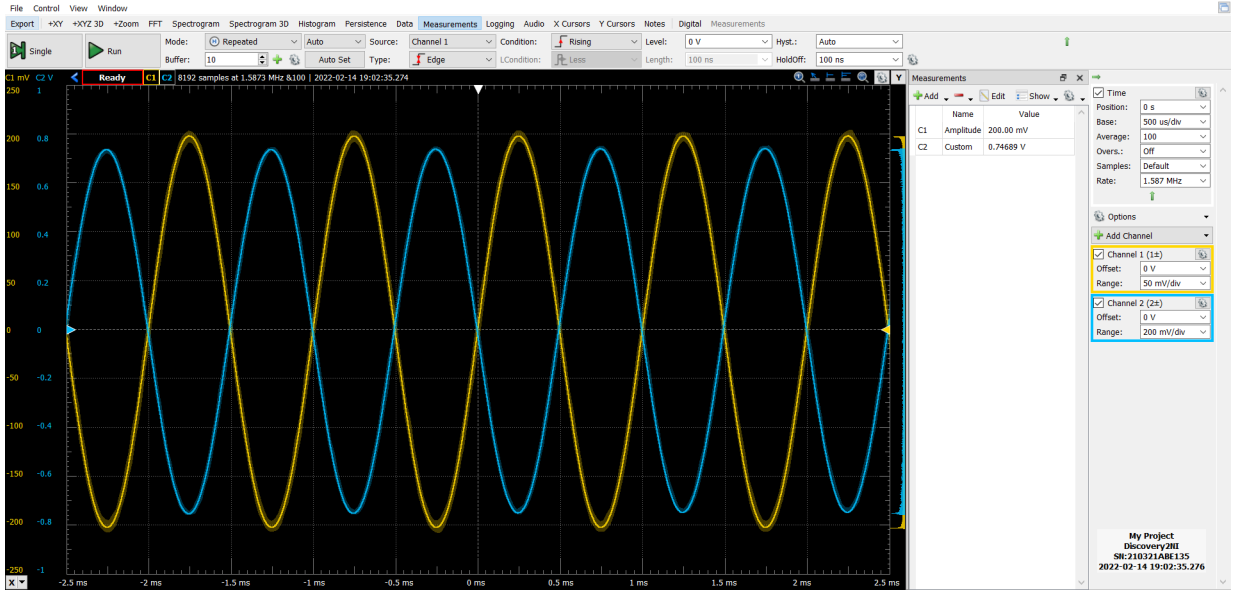 File Control View Window
Export +XY +XYZ 3D +Zoom FFT Spectrogram Spectrogram 3D Histogram Persistence Data Measurements Logging Audio X Cursors Y Cursors Notes Digital Measurements
Single Run Mode: Repeated Auto Source: Channel 1 Condition: Rising Level: 0 V Hyst.: Auto
Buffer: 10 Auto Set Type: Edge LCondition: Less Length: 100 ns HoldOff: 100 ns
C1 mV C2 V Ready C1 C2 8192 samples at 1.5873 MHz &100 | 2022-02-14 19:02:35.274 Y
250 1
200 0.8
150 0.6
100 0.4
50 0.2
0 0
-50 -0.2
-100 -0.4
-150 -0.6
-200 -0.8
-250 -1
X -2.5 ms -2 ms -1.5 ms -1 ms -0.5 ms 0 ms 0.5 ms 1 ms 1.5 ms 2 ms 2.5 ms
Measurements
Add Edit Show
Name Value
C1 Amplitude 200.00 mV
C2 Custom 0.74689 V
Time
Position: 0 s
Base: 500 us/div
Average: 100
Overs.: Off
Samples: Default
Rate: 1.587 MHz
Options
Add Channel
Channel 1 (1±)
Offset: 0 V
Range: 50 mV/div
Channel 2 (2±)
Offset: 0 V
Range: 200 mV/div
My Project
Discovery2NI
SN:210321ABE135
2022-02-14 19:02:35.276